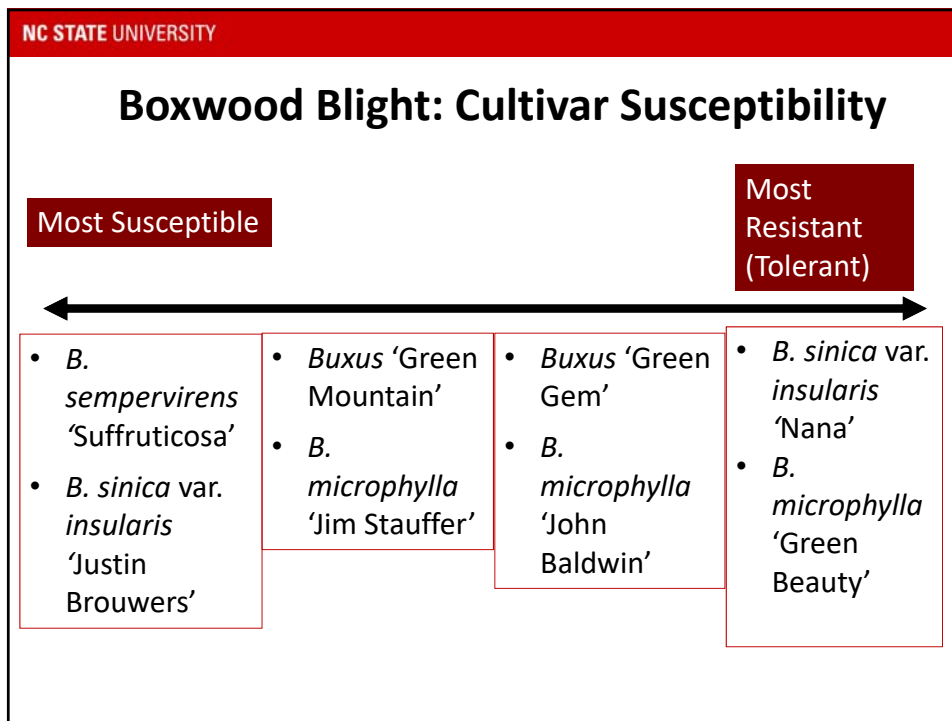 NC STATE UNIVERSITY
Boxwood Blight: Cultivar Susceptibility
Most Susceptible
Most
Resistant
(Tolerant)
• B.
sempervirens
‘Suffruticosa’
• B. sinica var.
insularis
‘Justin
Brouwers’
• Buxus ‘Green
Mountain’
• B.
microphylla
‘Jim Stauffer’
• Buxus ‘Green
Gem’
• B.
microphylla
‘John
Baldwin’
• B. sinica var.
insularis
‘Nana’
• B.
microphylla
‘Green
Beauty’